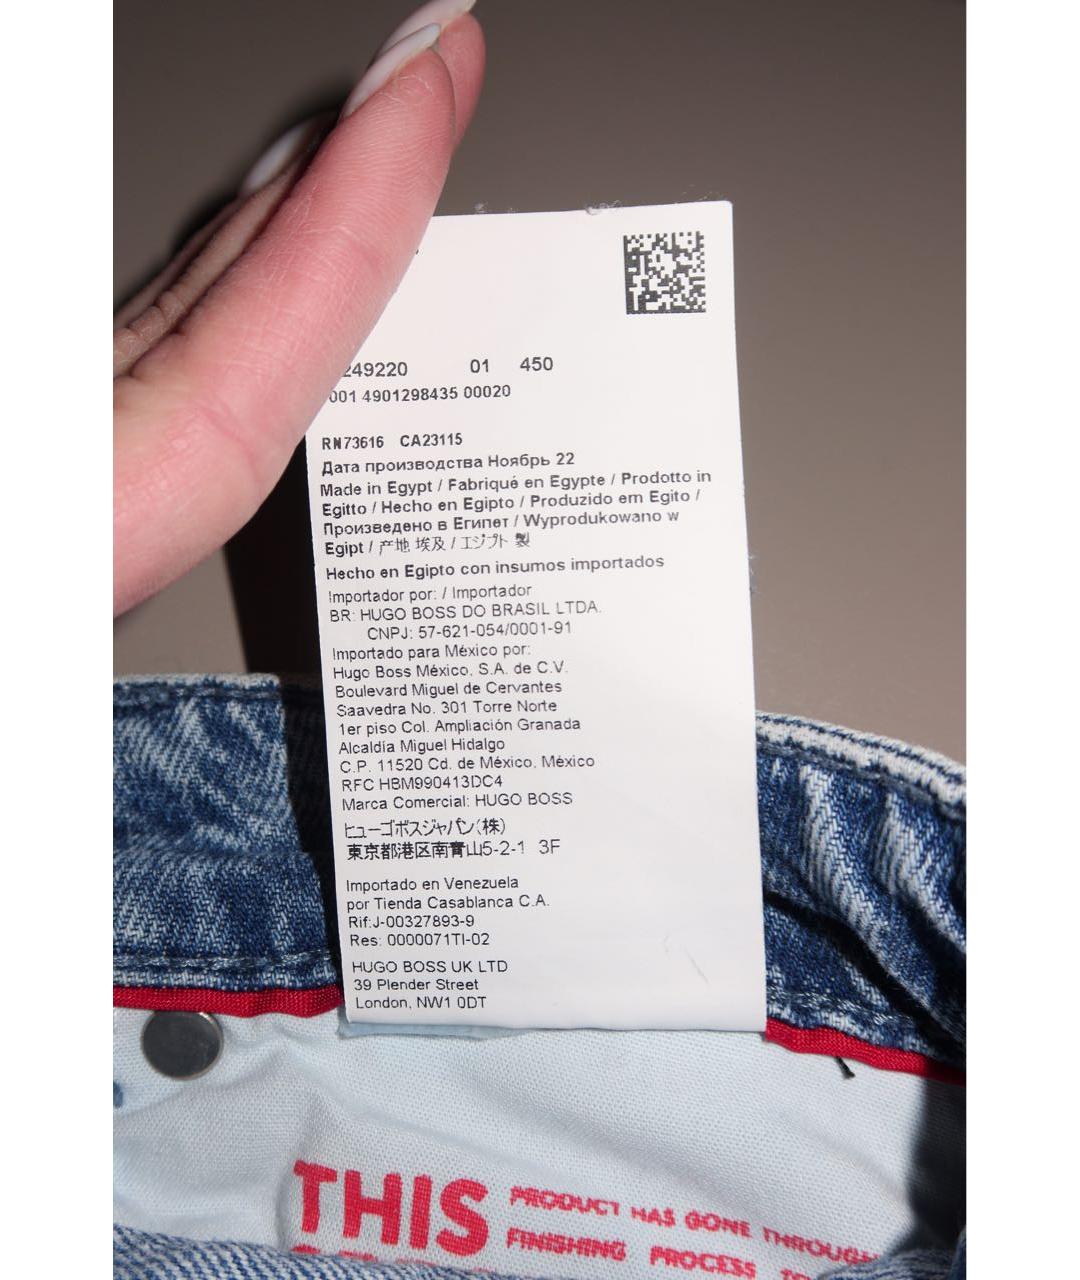 249220 01 450
001 4901298435 00020
RN73616 CA23115
Дата производства Ноябрь 22
Made in Egypt / Fabriqué en Egypte / Prodotto in
Egitto / Hecho en Egipto / Produzido em Egito /
Произведено в Египет / Wyprodukowano w
Egipt / 产地 埃及 / エジプト 製
Hecho en Egipto con insumos importados
Importador por: / Importador
BR: HUGO BOSS DO BRASIL LTDA.
CNPJ: 57-621-054/0001-91
Importado para México por:
Hugo Boss México, S.A. de C.V.
Boulevard Miguel de Cervantes
Saavedra No. 301 Torre Norte
1er piso Col. Ampliación Granada
Alcaldía Miguel Hidalgo
C.P. 11520 Cd. de México, México
RFC HBM990413DC4
Marca Comercial: HUGO BOSS
ヒューゴボスジャパン(株)
東京都港区南青山5-2-1 3F
Importado en Venezuela
por Tienda Casablanca C.A.
Rif:J-00327893-9
Res: 0000071TI-02
HUGO BOSS UK LTD
39 Plender Street
London, NW1 0DT
THIS PRODUCT HAS GONE THROUGH
FINISHING PROCESS